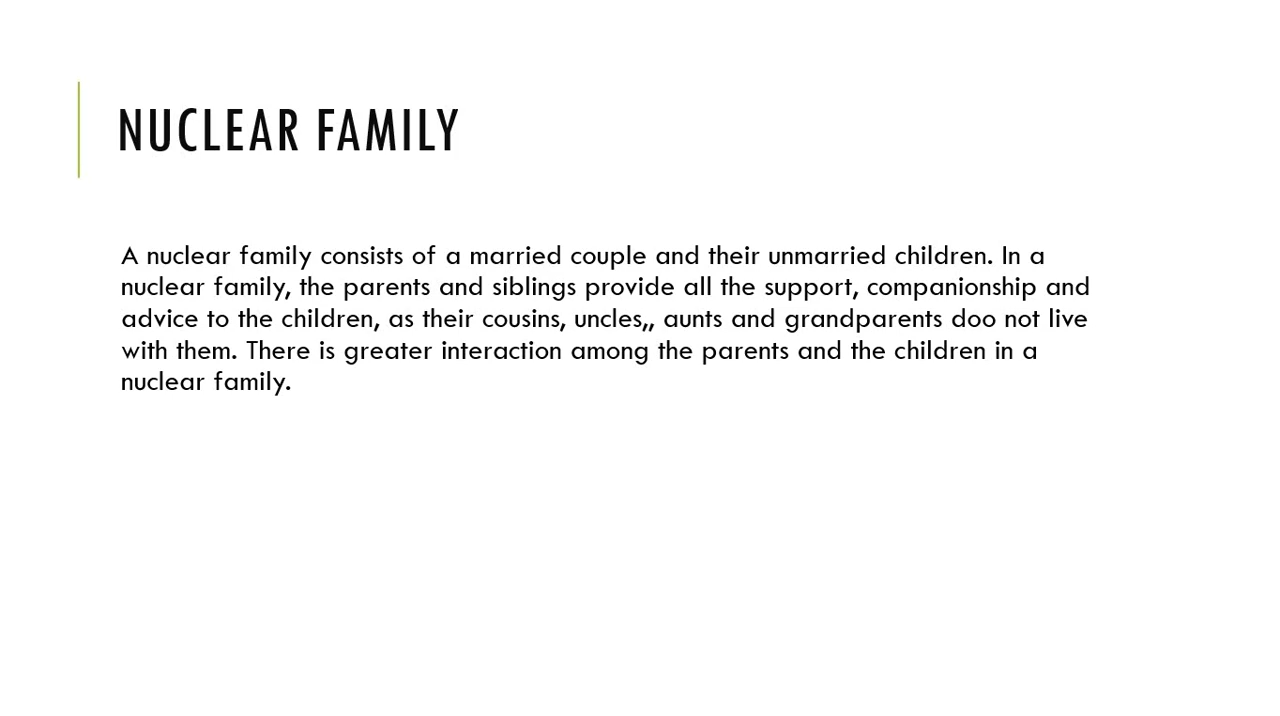 NUCLEAR FAMILY
A nuclear family consists of a married couple and their unmarried children. In a
nuclear family, the parents and siblings provide all the support, companionship and
advice to the children, as their cousins, uncles,, aunts and grandparents doo not live
with them. There is greater interaction among the parents and the children in a
nuclear family.